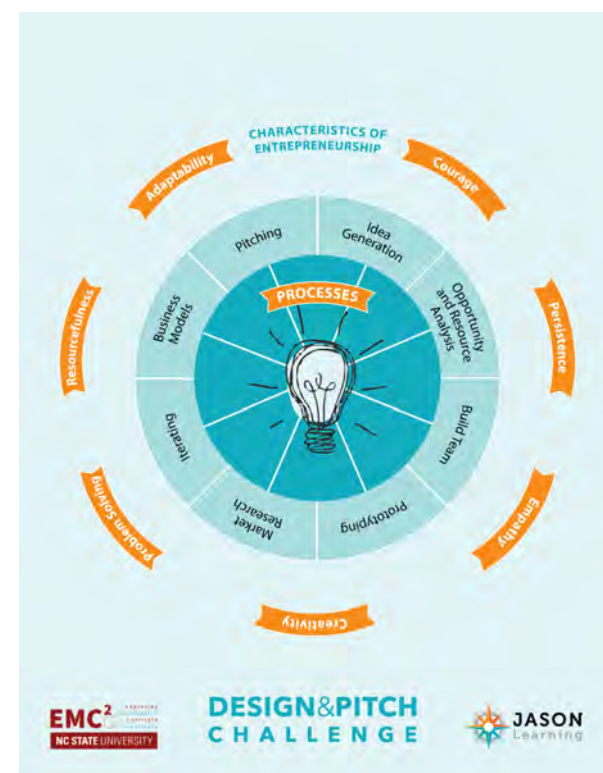 CHARACTERISTICS OF
ENTREPRENEURSHIP
Courage
Persistence
Empathy
Creativity
Problem Solving
Resourcefulness
Adaptability
PROCESSES
Idea
Generation
Opportunity
and Resource
Analysis
Build Team
Prototyping
Market
Research
Iterating
Business
Models
Pitching
EMC²
NC STATE UNIVERSITY
DESIGN&PITCH
CHALLENGE
JASON
Learning